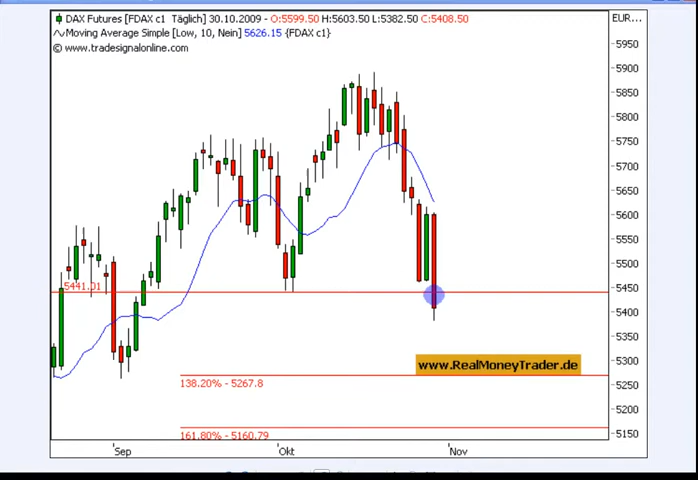 DAX Futures [FDAX c1 Täglich] 30.10.2009 - O:5599.50 H:5603.50 L:5382.50 C:5408.50
EUR...
Moving Average Simple [Low, 10, Nein] 5626.15 {FDAX c1}
© www.tradesignalonline.com
5950
5900
5850
5800
5750
5700
5650
5600
5550
5500
5450
5441.01
5400
5350
www.RealMoneyTrader.de
5300
138.20% - 5267.8
5250
5200
161.80% - 5160.79
5150
Sep
Okt
Nov